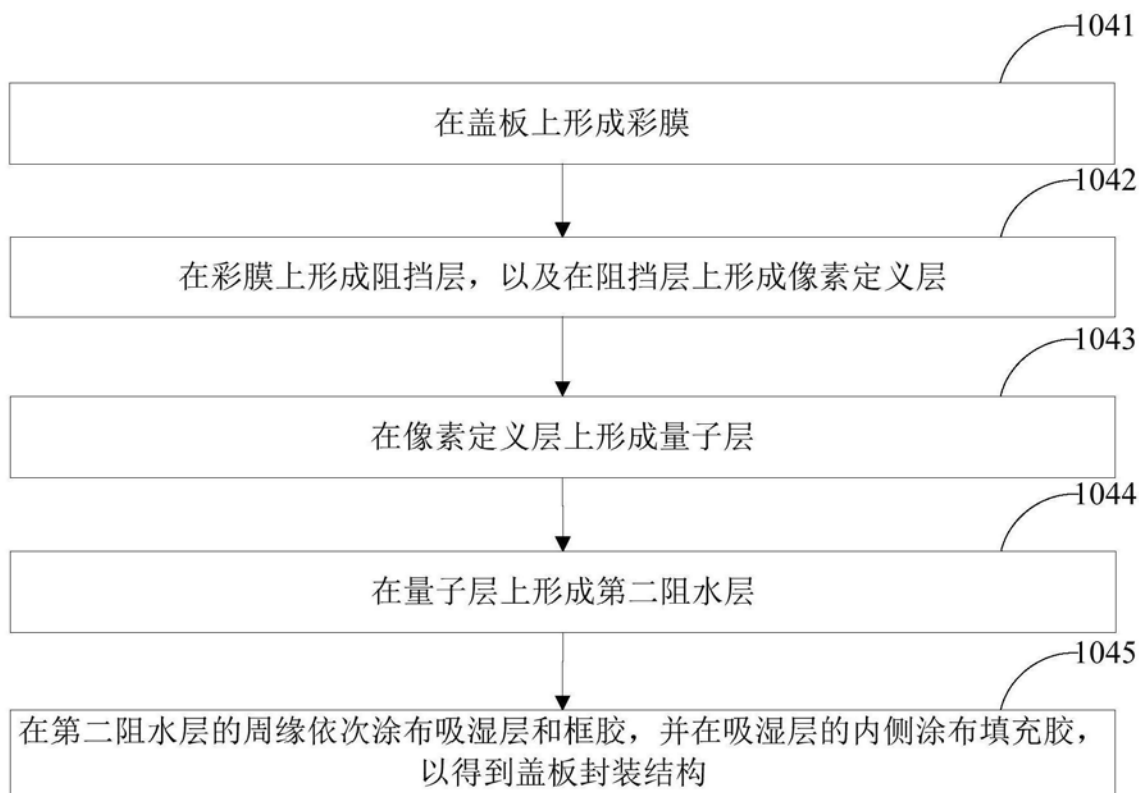 1041
在盖板上形成彩膜
1042
在彩膜上形成阻挡层，以及在阻挡层上形成像素定义层
1043
在像素定义层上形成量子层
1044
在量子层上形成第二阻水层
1045
在第二阻水层的周缘依次涂布吸湿层和框胶，并在吸湿层的内侧涂布填充胶，
以得到盖板封装结构